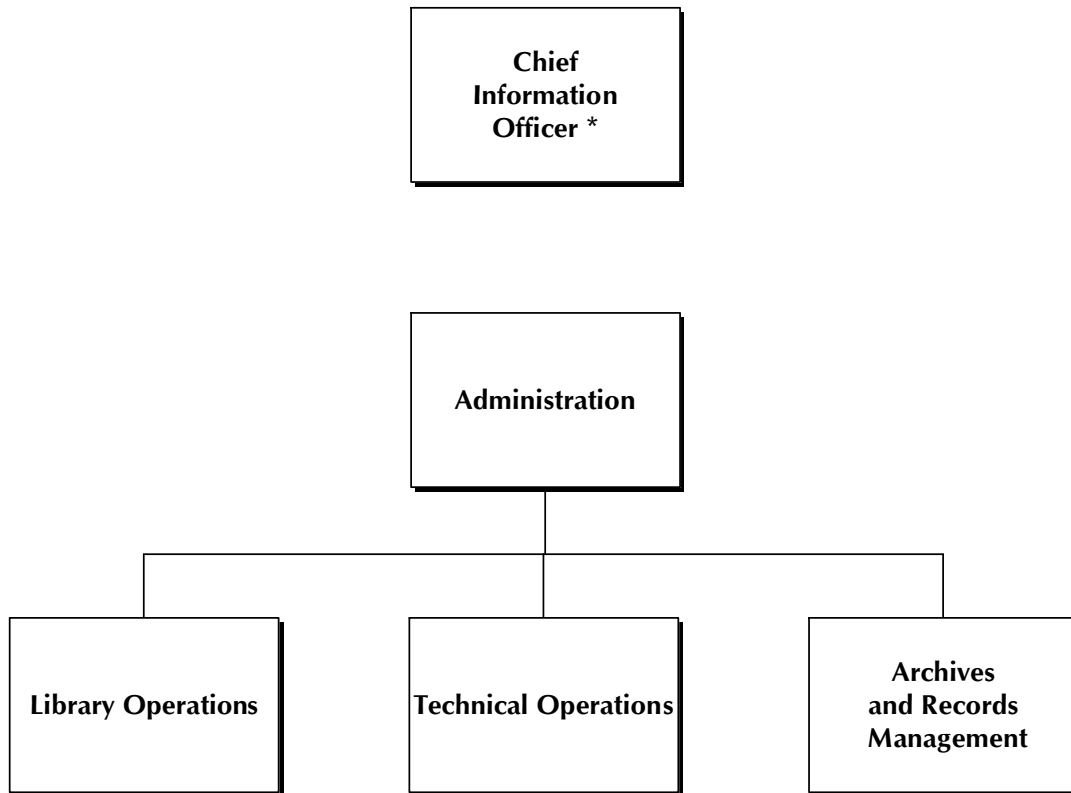 Chief
Information
Officer *
Administration
Library Operations
Technical Operations
Archives
and Records
Management